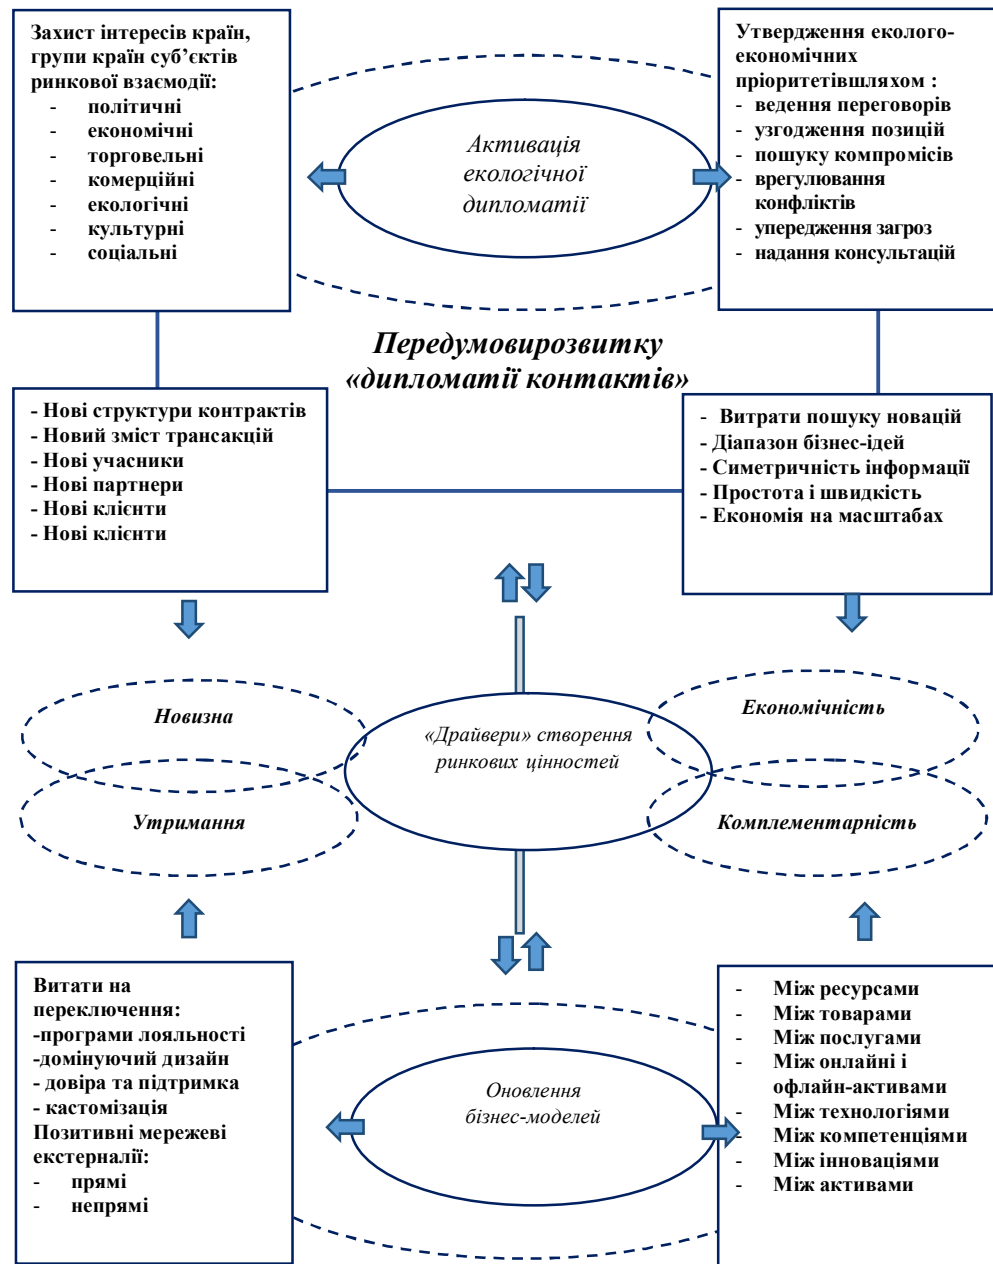 Захист інтересів країн,
групи країн суб’єктів
ринкової взаємодії:
- політичні
- економічні
- торговельні
- комерційні
- екологічні
- культурні
- соціальні
Активація
екологічної
дипломатії
Утвердження еколого-
економічних
пріоритетівшляхом :
- ведення переговорів
- узгодження позицій
- пошуку компромісів
- врегулювання
конфліктів
- упередження загроз
- надання консультацій
Передумовирозвитку
«дипломатії контактів»
- Нові структури контрактів
- Новий зміст трансакцій
- Нові учасники
- Нові партнери
- Нові клієнти
- Нові клієнти
- Витрати пошуку новацій
- Діапазон бізнес-ідей
- Симетричність інформації
- Простота і швидкість
- Економія на масштабах
Новизна
Утримання
«Драйвери» створення
ринкових цінностей
Економічність
Комплементарність
Витати на
переключення:
-програми лояльності
-домінуючий дизайн
- довіра та підтримка
- кастомізація
Позитивні мережеві
екстерналії:
- прямі
- непрямі
Оновлення
бізнес-моделей
- Між ресурсами
- Між товарами
- Між послугами
- Між онлайні і
офлайн-активами
- Між технологіями
- Між компетенціями
- Між інноваціями
- Між активами